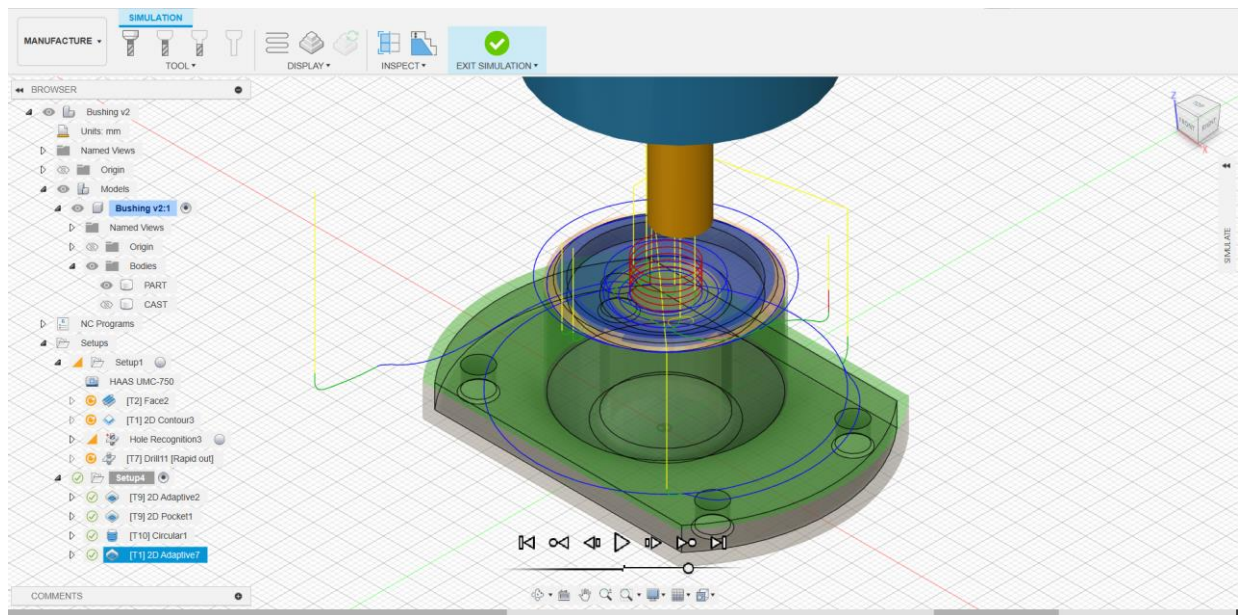 SIMULATION
MANUFACTURE
TOOL
DISPLAY
INSPECT
EXIT SIMULATION
BROWSER
Bushing v2
Units: mm
Named Views
Origin
Models
Bushing v2:1
Named Views
Origin
Bodies
PART
CAST
NC Programs
Setups
Setup1
HAAS UMC-750
[T2] Face2
[T1] 2D Contour3
Hole Recognition3
[T7] Drill11 [Rapid out]
Setup4
[T9] 2D Adaptive2
[T9] 2D Pocket1
[T10] Circular1
[T1] 2D Adaptive7
COMMENTS
Z
TOP
FRONT
RIGHT
X
SIMULATE